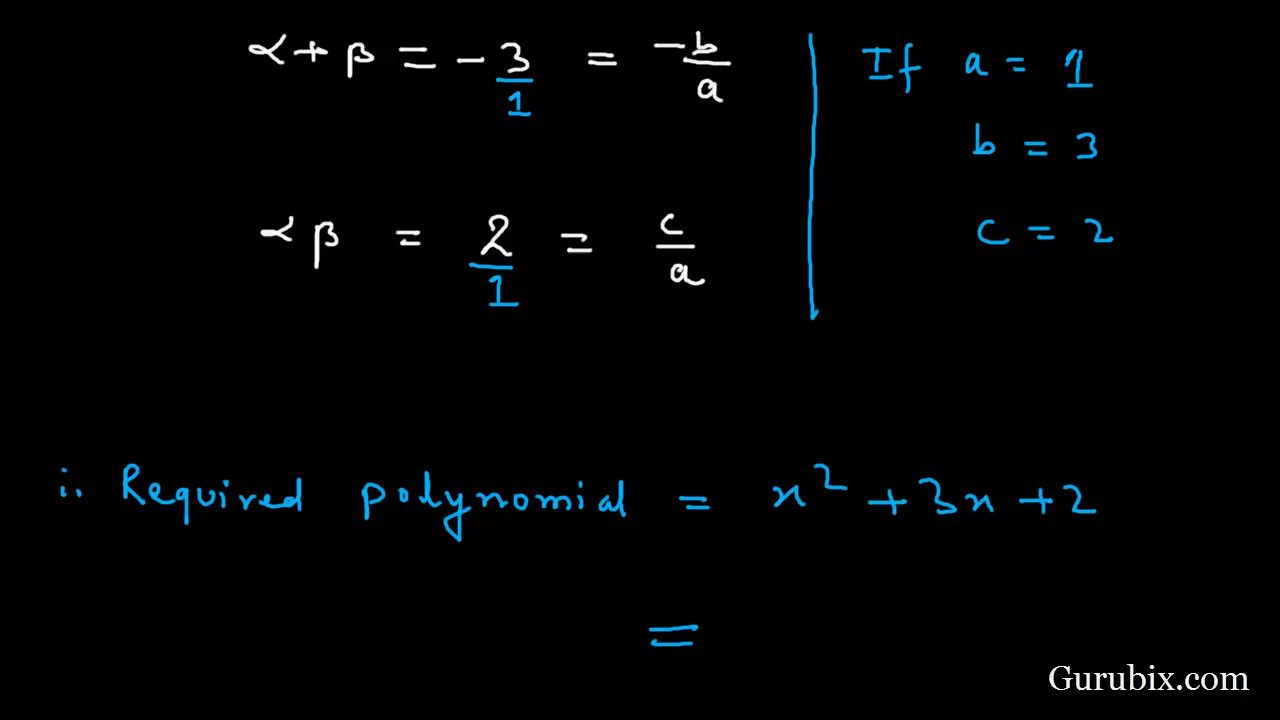 α + β = - 3/1 = -b/a
If a = 1
b = 3
αβ = 2/1 = c/a
c = 2
∴ Required polynomial = x² + 3x + 2
=
Gurubix.com